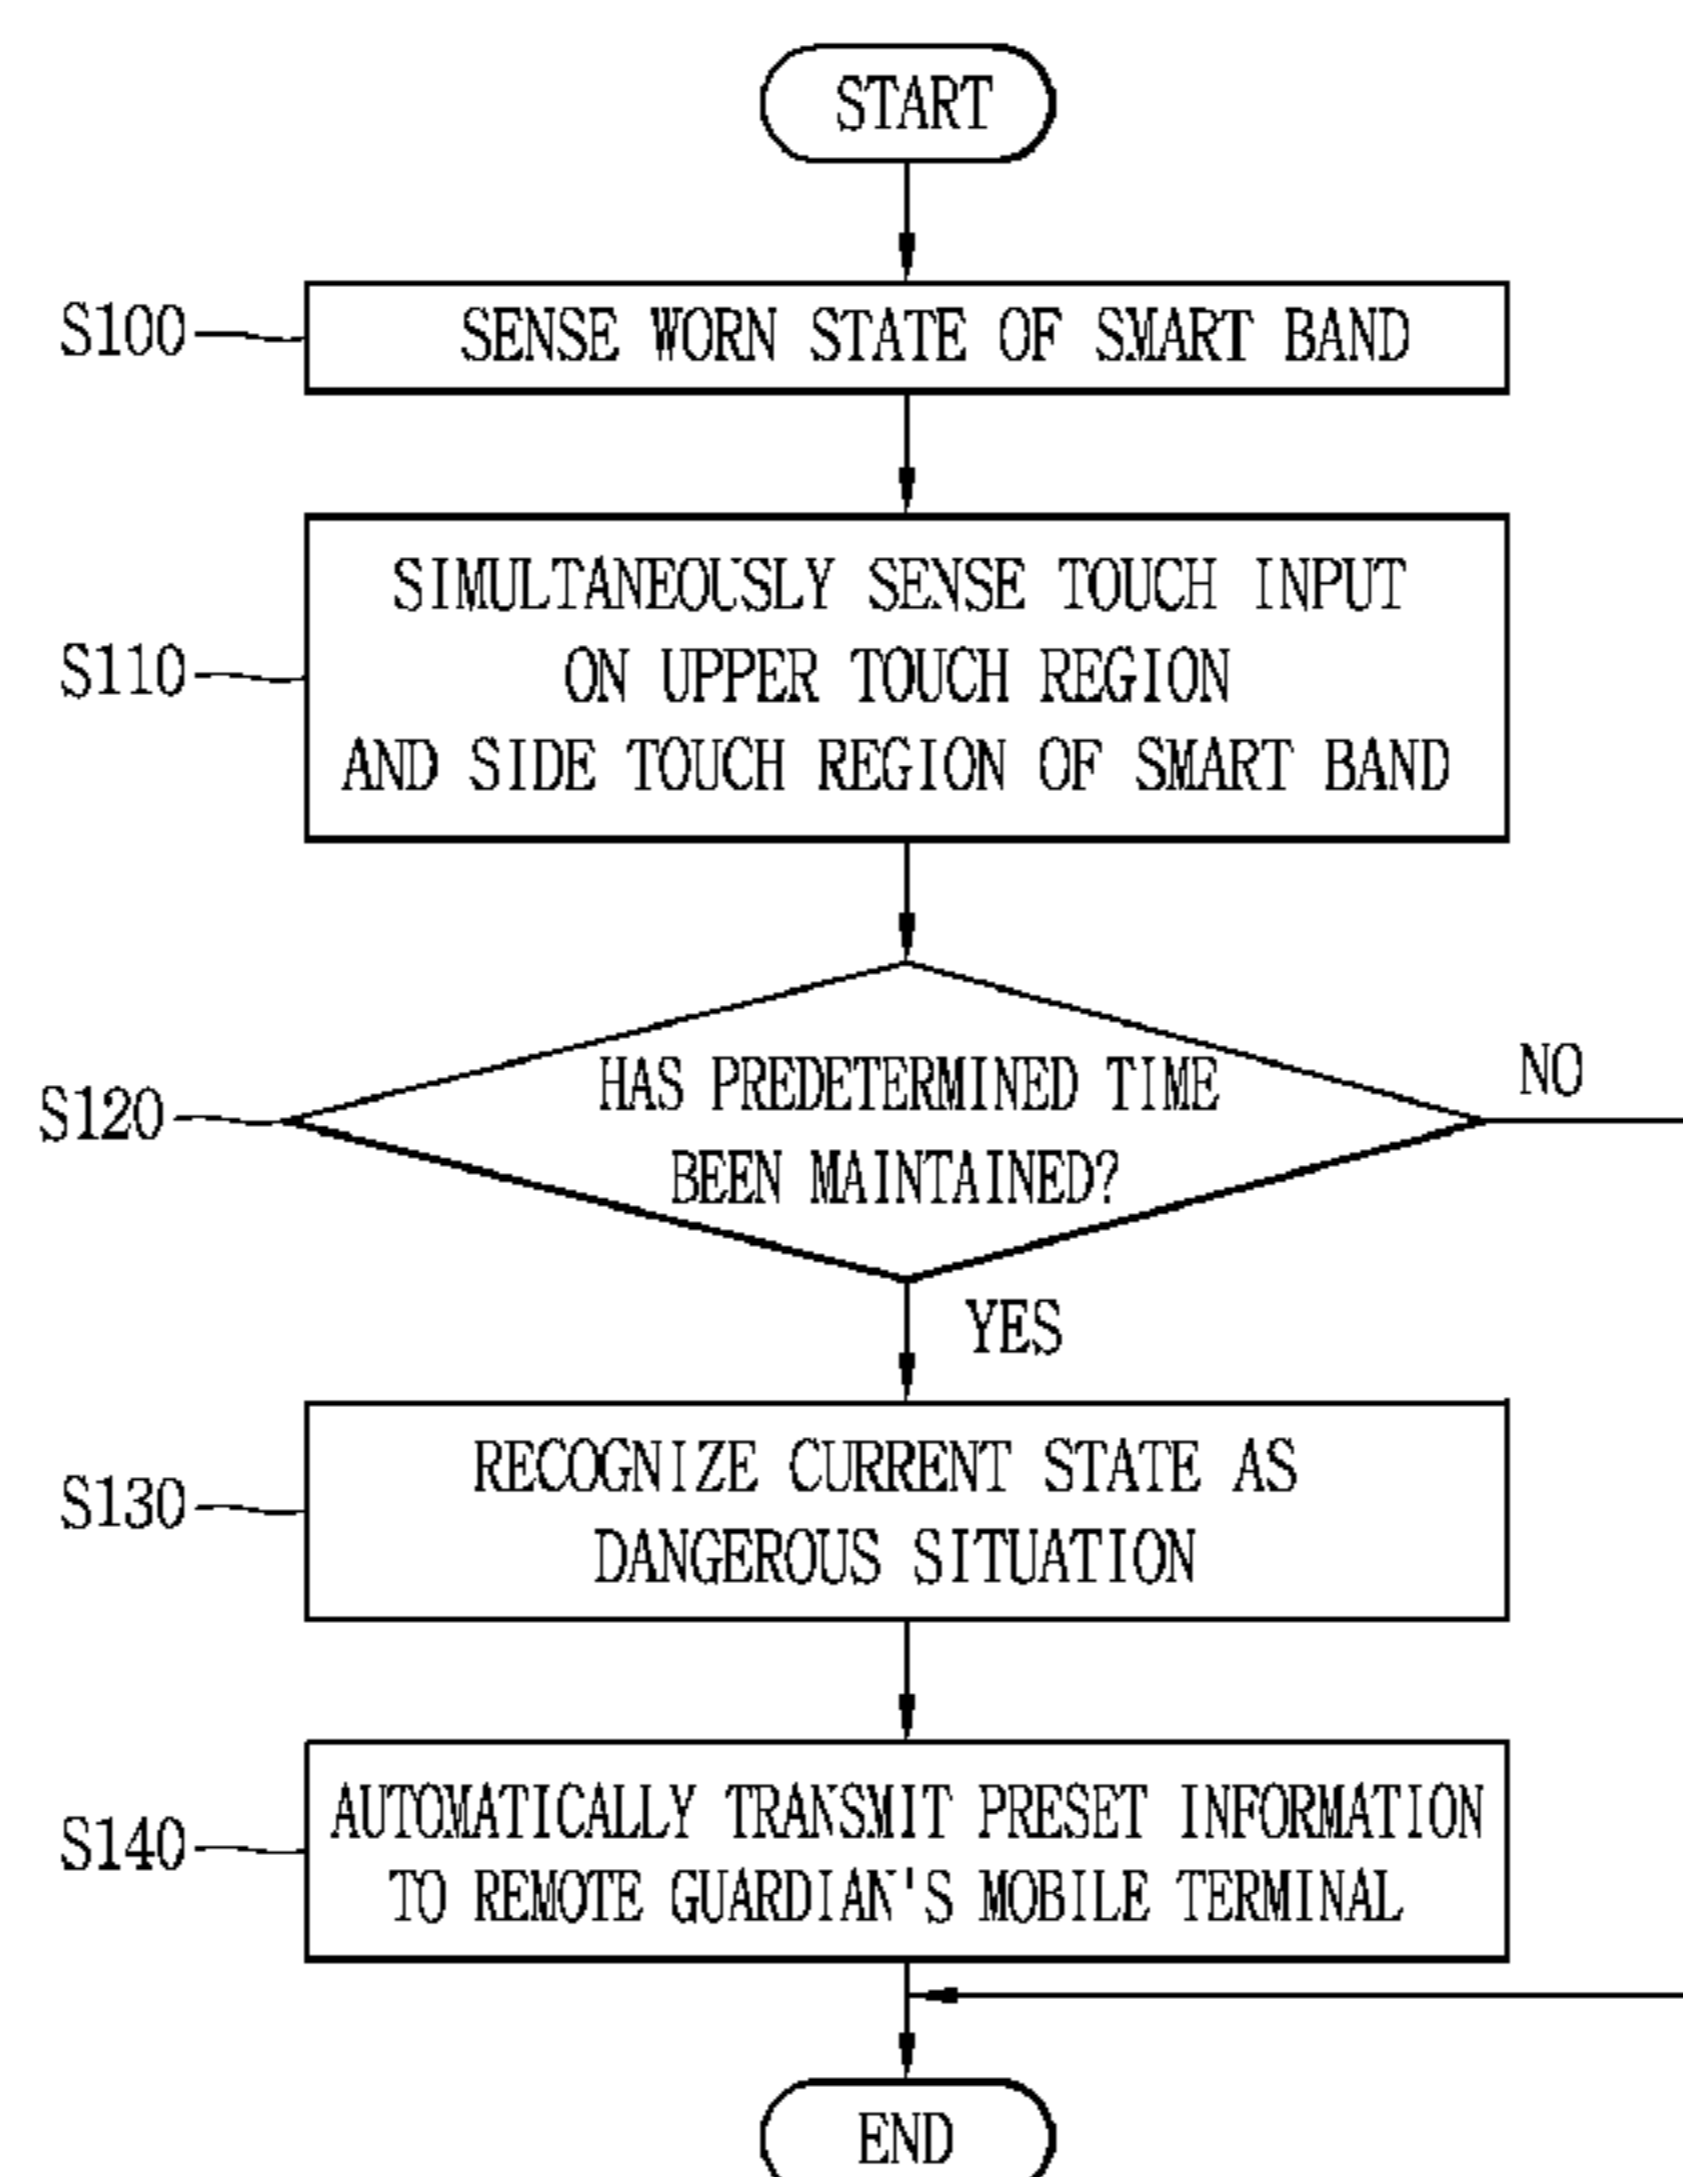 START
S100
SENSE WORN STATE OF SMART BAND
SIMULTANEOUSLY SENSE TOUCH INPUT
S110
ON UPPER TOUCH REGION
AND SIDE TOUCH REGION OF SMART BAND
S120
HAS PREDETERMINED TIME
BEEN MAINTAINED?
NO
YES
S130
RECOGNIZE CURRENT STATE AS
DANGEROUS SITUATION
S140
AUTOMATICALLY TRANSMIT PRESET INFORMATION
TO REMOTE GUARDIAN'S MOBILE TERMINAL
END